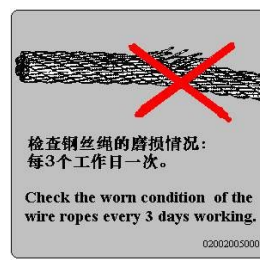 检查钢丝绳的磨损情况：
每3个工作日一次。
Check the worn condition of the
wire ropes every 3 days working.
02002005000